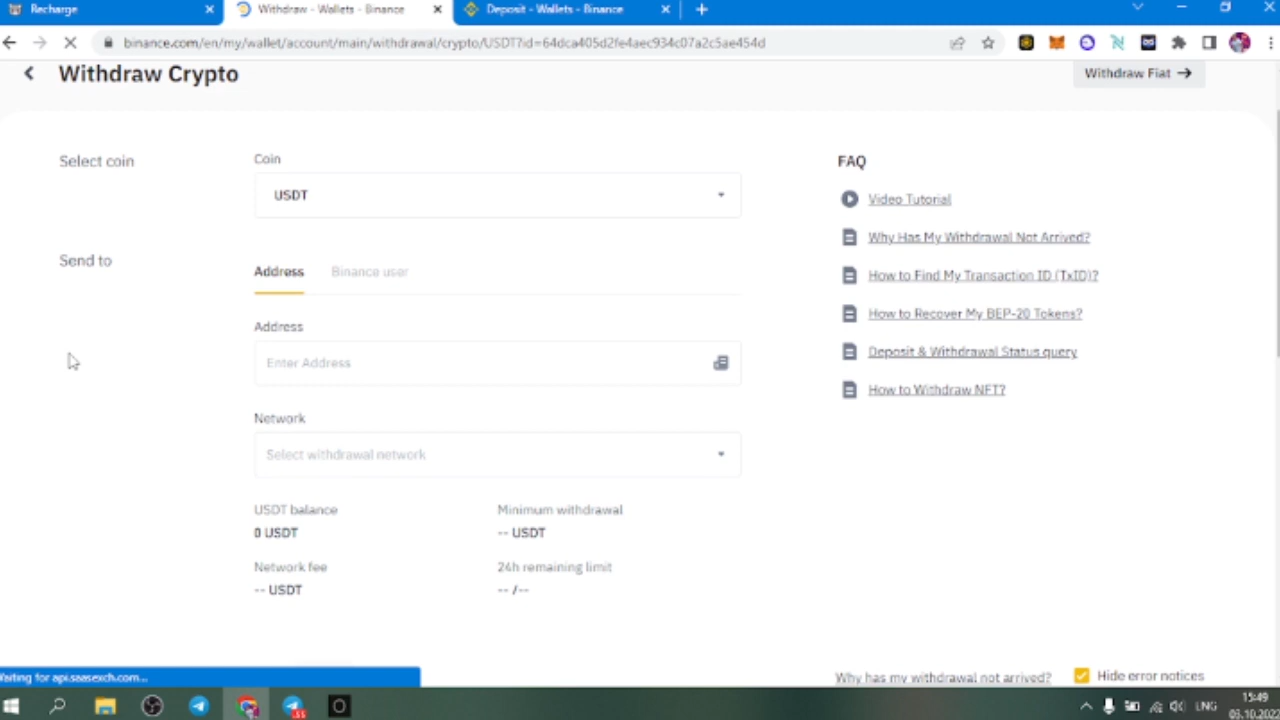 Recharge
Withdraw - Wallets - Binance
Deposit - Wallets - Binance
binance.com/en/my/wallet/account/main/withdrawal/crypto/USDT?id=64dca405d2fe4aec934c07a2c5ae454d
Withdraw Crypto
Withdraw Fiat
Select coin
Coin
USDT
FAQ
Video Tutorial
Why Has My Withdrawal Not Arrived?
How to Find My Transaction ID (TxID)?
How to Recover My BEP-20 Tokens?
Deposit & Withdrawal Status query
How to Withdraw NFT?
Send to
Address
Binance user
Address
Enter Address
Network
Select withdrawal network
USDT balance
0 USDT
Minimum withdrawal
-- USDT
Network fee
-- USDT
24h remaining limit
-- /--
Waiting for api.saasexch.com...
Why has my withdrawal not arrived?
Hide error notices
LNG
15:49